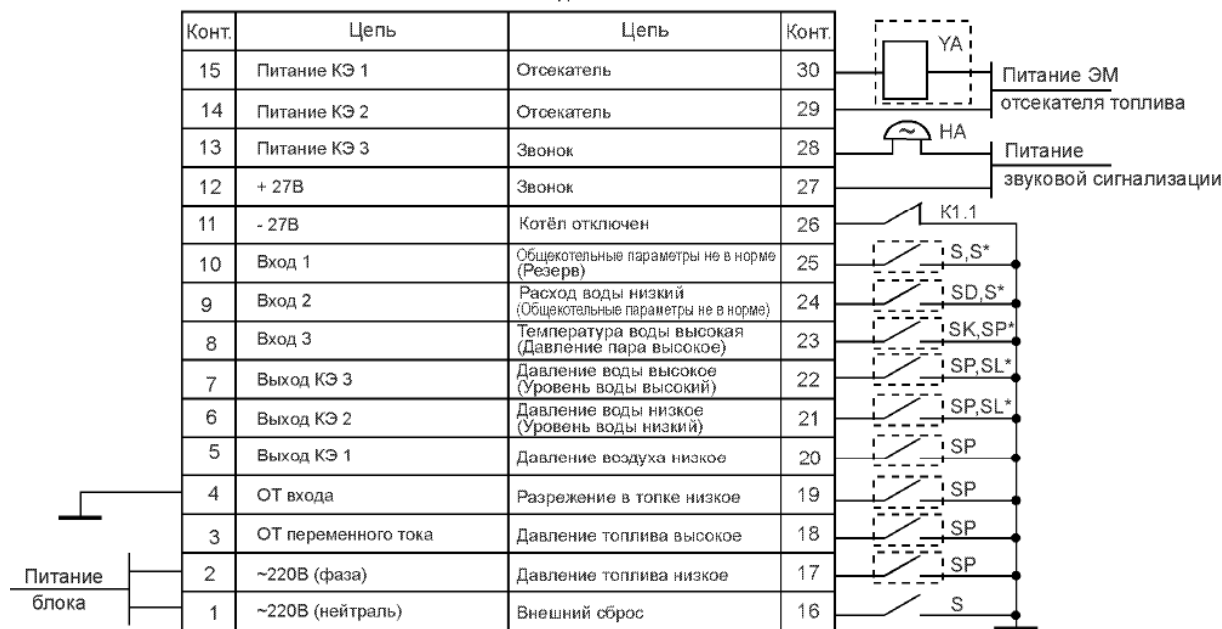 Конт. Цепь Цепь Конт.
15 Питание КЭ 1 Отсекатель 30 YA
Питание ЭМ
отсекателя топлива
14 Питание КЭ 2 Отсекатель 29
13 Питание КЭ 3 Звонок 28 ~ HA
Питание
звуковой сигнализации
12 + 27В Звонок 27
11 - 27В Котёл отключен 26 K1.1
10 Вход 1 Общекотельные параметры не в норме
(Резерв) 25 S,S*
9 Вход 2 Расход воды низкий
(Общекотельные параметры не в норме) 24 SD,S*
8 Вход 3 Температура воды высокая
(Давление пара высокое) 23 SK,SP*
7 Выход КЭ 3 Давление воды высокое
(Уровень воды высокий) 22 SP,SL*
6 Выход КЭ 2 Давление воды низкое
(Уровень воды низкий) 21 SP,SL*
5 Выход КЭ 1 Давление воздуха низкое 20 SP
4 ОТ входа Разрежение в топке низкое 19 SP
3 ОТ переменного тока Давление топлива высокое 18 SP
Питание
блока
2 ~220В (фаза) Давление топлива низкое 17 SP
1 ~220В (нейтраль) Внешний сброс 16 S